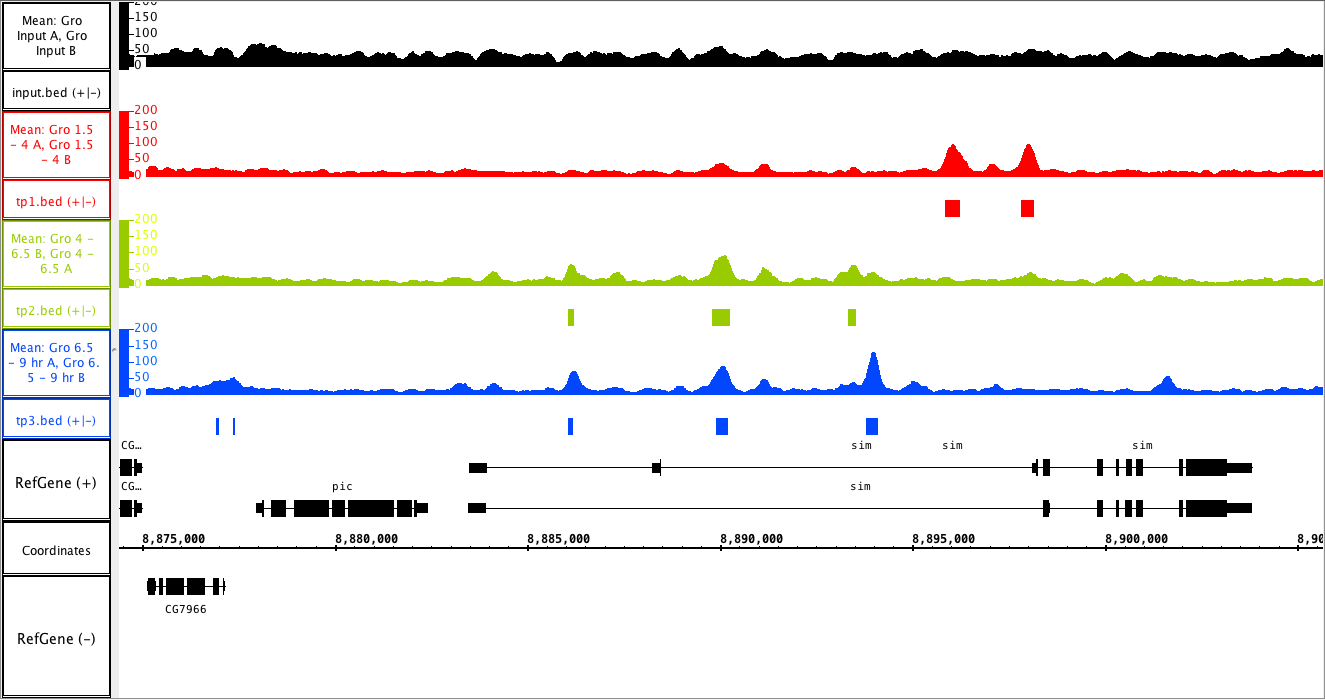 Mean: Gro
Input A, Gro
Input B
200
150
100
50
0
input.bed (+|-)
Mean: Gro 1.5
- 4 A, Gro 1.5
- 4 B
200
150
100
50
0
tp1.bed (+|-)
Mean: Gro 4 -
6.5 B, Gro 4 -
6.5 A
200
150
100
50
0
tp2.bed (+|-)
Mean: Gro 6.5
- 9 hr A, Gro 6.
5 - 9 hr B
200
150
100
50
0
tp3.bed (+|-)
RefGene (+)
CG… sim sim sim
CG… pic sim
Coordinates
8,875,000 8,880,000 8,885,000 8,890,000 8,895,000 8,900,000 8,90
RefGene (-)
CG7966